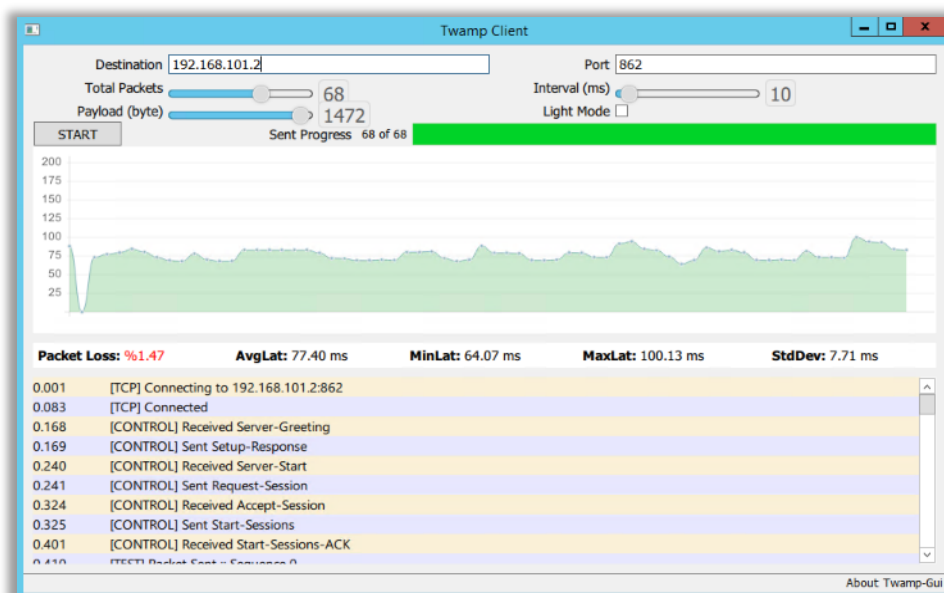 Twamp Client
Destination 192.168.101.2 Port 862
Total Packets 68 Interval (ms) 10
Payload (byte) 1472 Light Mode
START Sent Progress 68 of 68
200
175
150
125
100
75
50
25
Packet Loss: %1.47 AvgLat: 77.40 ms MinLat: 64.07 ms MaxLat: 100.13 ms StdDev: 7.71 ms
0.001 [TCP] Connecting to 192.168.101.2:862
0.083 [TCP] Connected
0.168 [CONTROL] Received Server-Greeting
0.169 [CONTROL] Sent Setup-Response
0.240 [CONTROL] Received Server-Start
0.241 [CONTROL] Sent Request-Session
0.324 [CONTROL] Received Accept-Session
0.325 [CONTROL] Sent Start-Sessions
0.401 [CONTROL] Received Start-Sessions-ACK
[TEST] Packet Sent :: Sequence 0
About Twamp-Gui